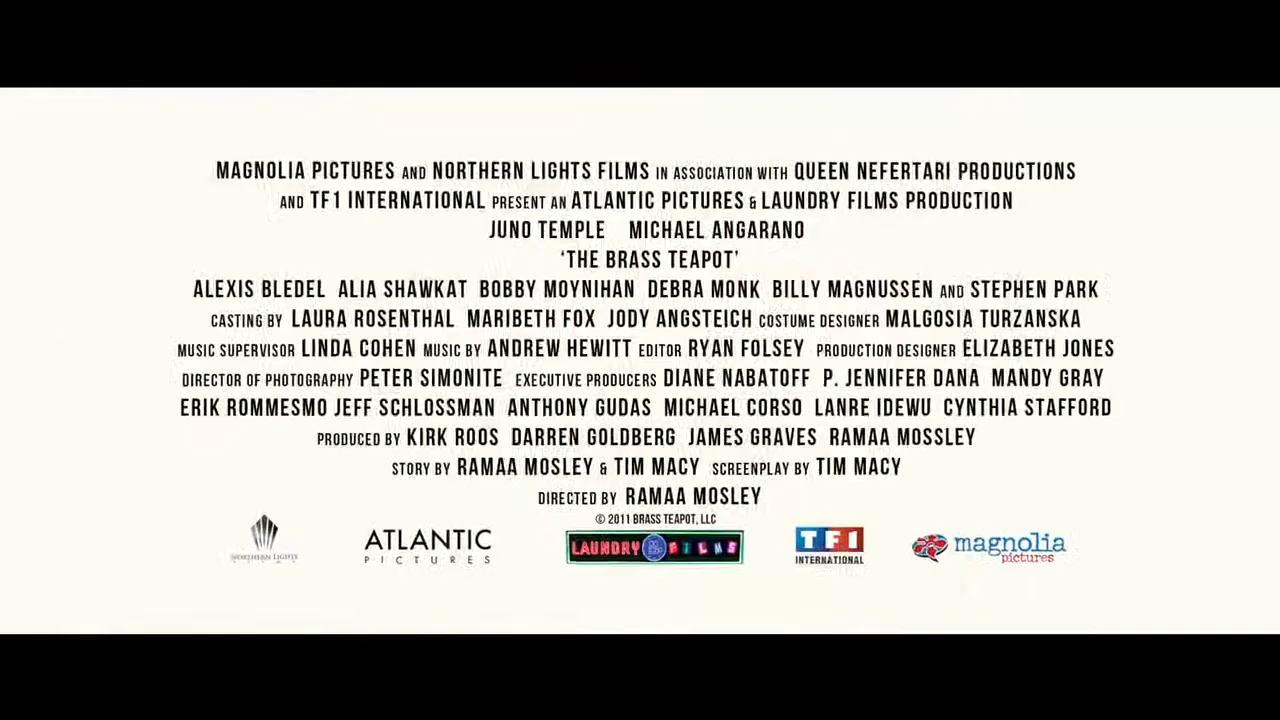 MAGNOLIA PICTURES AND NORTHERN LIGHTS FILMS IN ASSOCIATION WITH QUEEN NEFERTARI PRODUCTIONS
AND TF1 INTERNATIONAL PRESENT AN ATLANTIC PICTURES & LAUNDRY FILMS PRODUCTION
JUNO TEMPLE MICHAEL ANGARANO
‘THE BRASS TEAPOT’
ALEXIS BLEDEL ALIA SHAWKAT BOBBY MOYNIHAN DEBRA MONK BILLY MAGNUSSEN AND STEPHEN PARK
CASTING BY LAURA ROSENTHAL MARIBETH FOX JODY ANGSTEICH COSTUME DESIGNER MALGOSIA TURZANSKA
MUSIC SUPERVISOR LINDA COHEN MUSIC BY ANDREW HEWITT EDITOR RYAN FOLSEY PRODUCTION DESIGNER ELIZABETH JONES
DIRECTOR OF PHOTOGRAPHY PETER SIMONITE EXECUTIVE PRODUCERS DIANE NABATOFF P. JENNIFER DANA MANDY GRAY
ERIK ROMMESMO JEFF SCHLOSSMAN ANTHONY GUDAS MICHAEL CORSO LANRE IDEWU CYNTHIA STAFFORD
PRODUCED BY KIRK ROOS DARREN GOLDBERG JAMES GRAVES RAMAA MOSSLEY
STORY BY RAMAA MOSLEY & TIM MACY SCREENPLAY BY TIM MACY
DIRECTED BY RAMAA MOSLEY
© 2011 BRASS TEAPOT, LLC
NORTHERN LIGHTS
ATLANTIC
PICTURES
LAUNDRY FILMS
TF1
INTERNATIONAL
magnolia
pictures